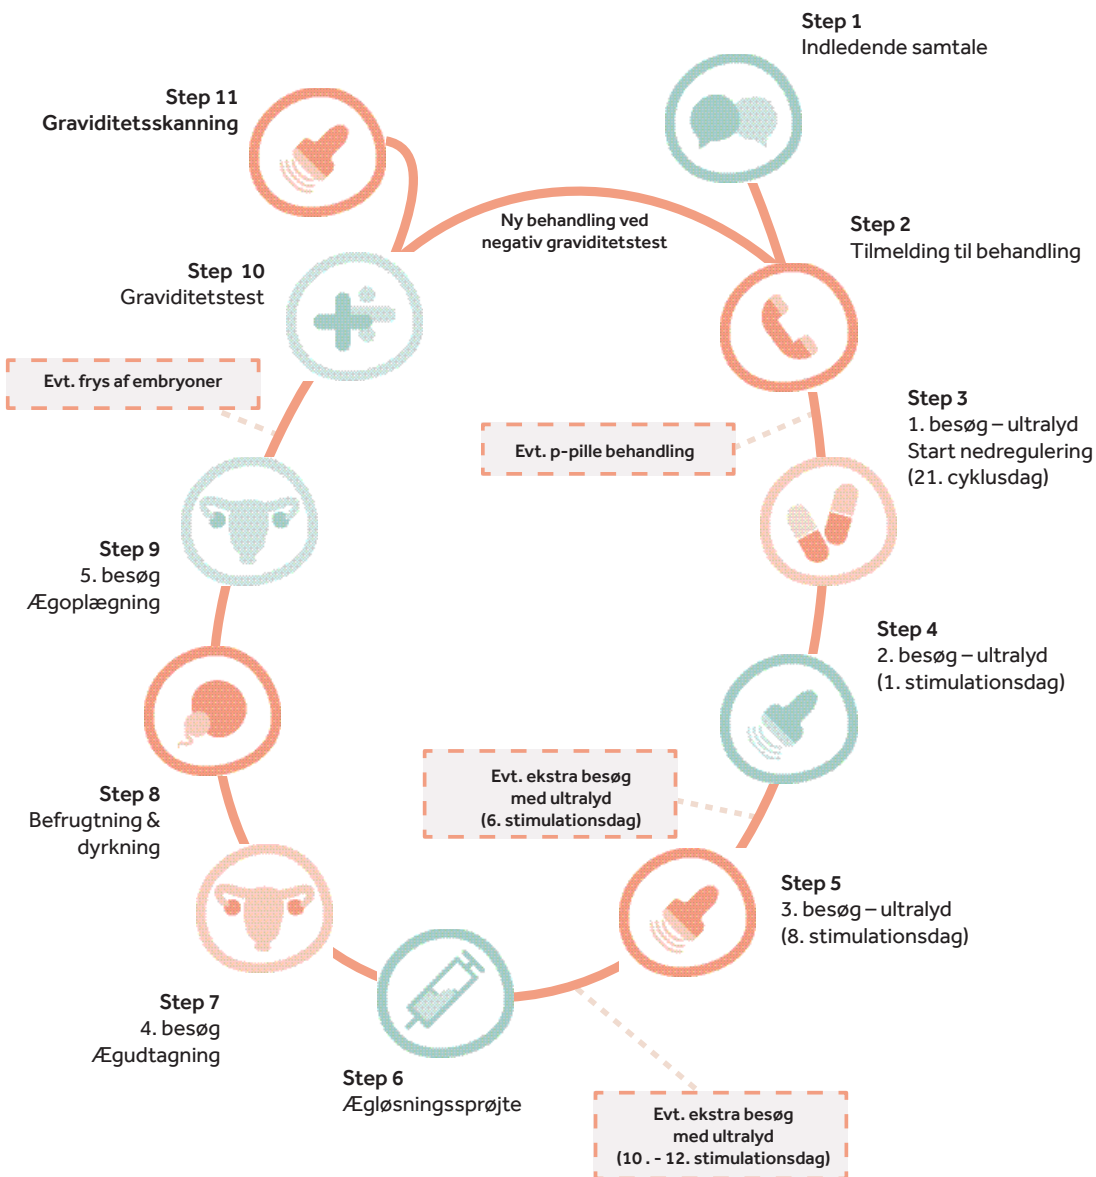 Step 1
Indledende samtale
Step 11
Graviditetsskanning
Ny behandling ved
negativ graviditetstest
Step 2
Tilmelding til behandling
Step 10
Graviditetstest
Evt. frys af embryoner
Evt. p-pille behandling
Step 3
1. besøg – ultralyd
Start nedregulering
(21. cyklusdag)
Step 9
5. besøg
Ægoplægning
Step 4
2. besøg – ultralyd
(1. stimulationsdag)
Evt. ekstra besøg
med ultralyd
(6. stimulationsdag)
Step 8
Befrugtning &
dyrkning
Step 5
3. besøg – ultralyd
(8. stimulationsdag)
Step 7
4. besøg
Ægudtagning
Step 6
Ægløsningssprøjte
Evt. ekstra besøg
med ultralyd
(10 . - 12. stimulationsdag)